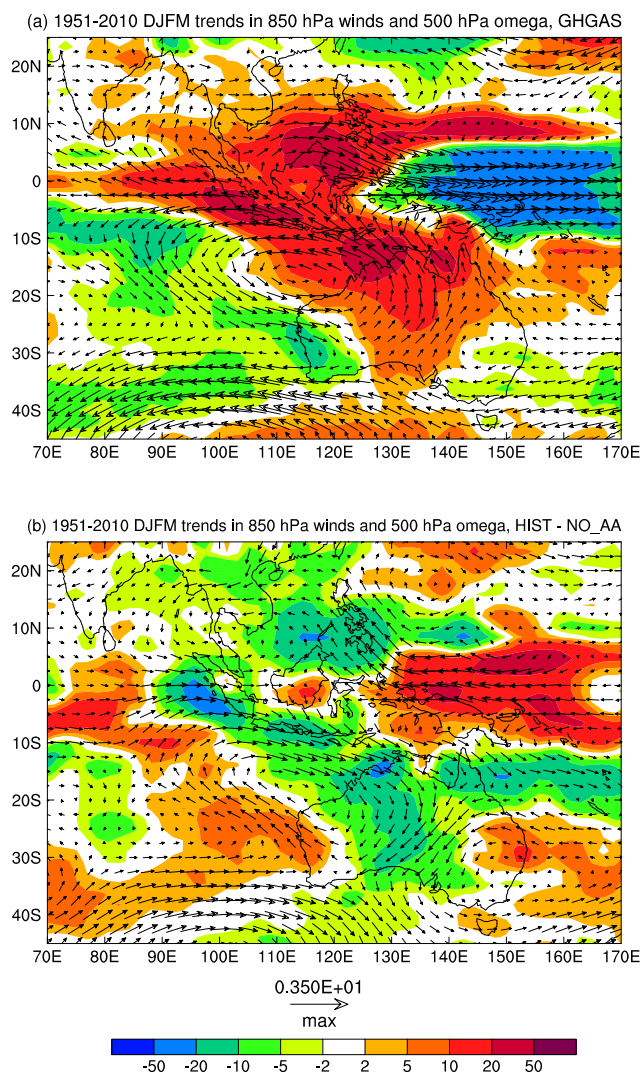 (a) 1951-2010 DJFM trends in 850 hPa winds and 500 hPa omega, GHGAS
20N
10N
0
10S
20S
30S
40S
70E 80E 90E 100E 110E 120E 130E 140E 150E 160E 170E
(b) 1951-2010 DJFM trends in 850 hPa winds and 500 hPa omega, HIST - NO_AA
20N
10N
0
10S
20S
30S
40S
70E 80E 90E 100E 110E 120E 130E 140E 150E 160E 170E
0.350E+01
max
-50 -20 -10 -5 -2 2 5 10 20 50